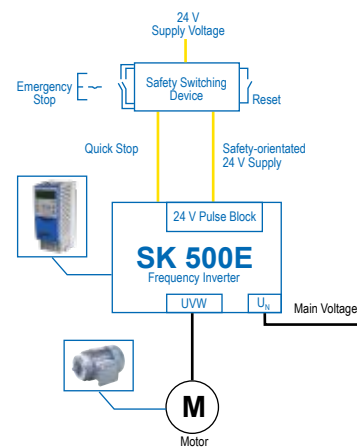 24 V
Supply Voltage
Emergency
Stop
Safety Switching
Device
Reset
Quick Stop
Safety-orientated
24 V Supply
24 V Pulse Block
SK 500E
Frequency Inverter
UVW
UN
Main Voltage
M
Motor